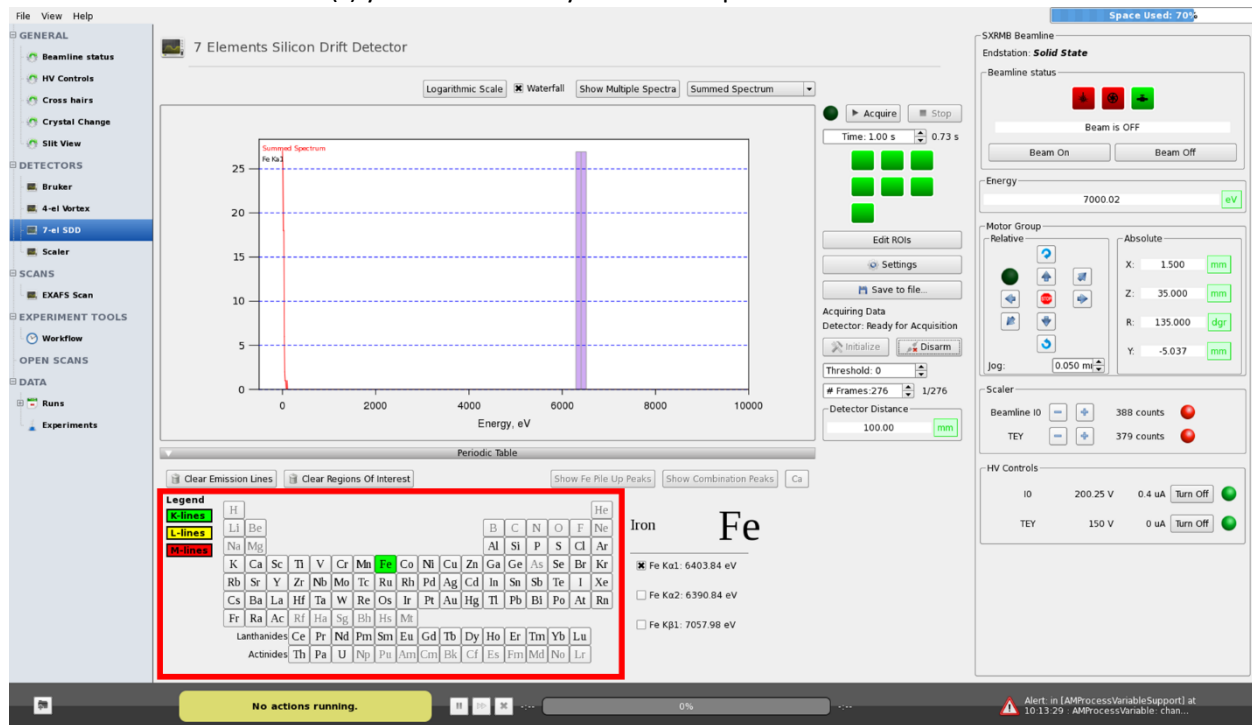 File View Help
Space Used: 70%
GENERAL
Beamline status
HV Controls
Cross hairs
Crystal Change
Slit View
DETECTORS
Bruker
4-el Vortex
7-el SDD
Scaler
SCANS
EXAFS Scan
EXPERIMENT TOOLS
Workflow
OPEN SCANS
DATA
Runs
Experiments
7 Elements Silicon Drift Detector
Logarithmic Scale Waterfall Show Multiple Spectra Summed Spectrum
Summed Spectrum
Fe Ka1
25
20
15
10
5
0
0 2000 4000 6000 8000 10000
Energy, eV
Acquire Stop
Time: 1.00 s 0.73 s
Edit ROIs
Settings
Save to file...
Acquiring Data
Detector: Ready for Acquisition
Initialize Disarm
Threshold: 0
# Frames:276 1/276
Detector Distance
100.00 mm
Periodic Table
Clear Emission Lines Clear Regions Of Interest Show Fe Pile Up Peaks Show Combination Peaks Ca
Legend
K-lines
L-lines
M-lines
H He
Li Be B C N O F Ne
Na Mg Al Si P S Cl Ar
K Ca Sc Ti V Cr Mn Fe Co Ni Cu Zn Ga Ge As Se Br Kr
Rb Sr Y Zr Nb Mo Tc Ru Rh Pd Ag Cd In Sn Sb Te I Xe
Cs Ba La Hf Ta W Re Os Ir Pt Au Hg Tl Pb Bi Po At Rn
Fr Ra Ac Rf Ha Sg Bh Hs Mt
Lanthanides Ce Pr Nd Pm Sm Eu Gd Tb Dy Ho Er Tm Yb Lu
Actinides Th Pa U Np Pu Am Cm Bk Cf Es Fm Md No Lr
Iron Fe
Fe Kα1: 6403.84 eV
Fe Kα2: 6390.84 eV
Fe Kβ1: 7057.98 eV
SXRMB Beamline
Endstation: Solid State
Beamline status
Beam is OFF
Beam On Beam Off
Energy
7000.02 eV
Motor Group
Relative
STOP
Jog: 0.050 m
Absolute
X: 1.500 mm
Z: 35.000 mm
R: 135.000 dgr
Y: -5.037 mm
Scaler
Beamline I0 388 counts
TEY 379 counts
HV Controls
I0 200.25 V 0.4 uA Turn Off
TEY 150 V 0 uA Turn Off
No actions running.
-:-- 0% -:--
Alert: in [AMProcessVariableSupport] at
10:13:29 : AMProcessVariable: chan...